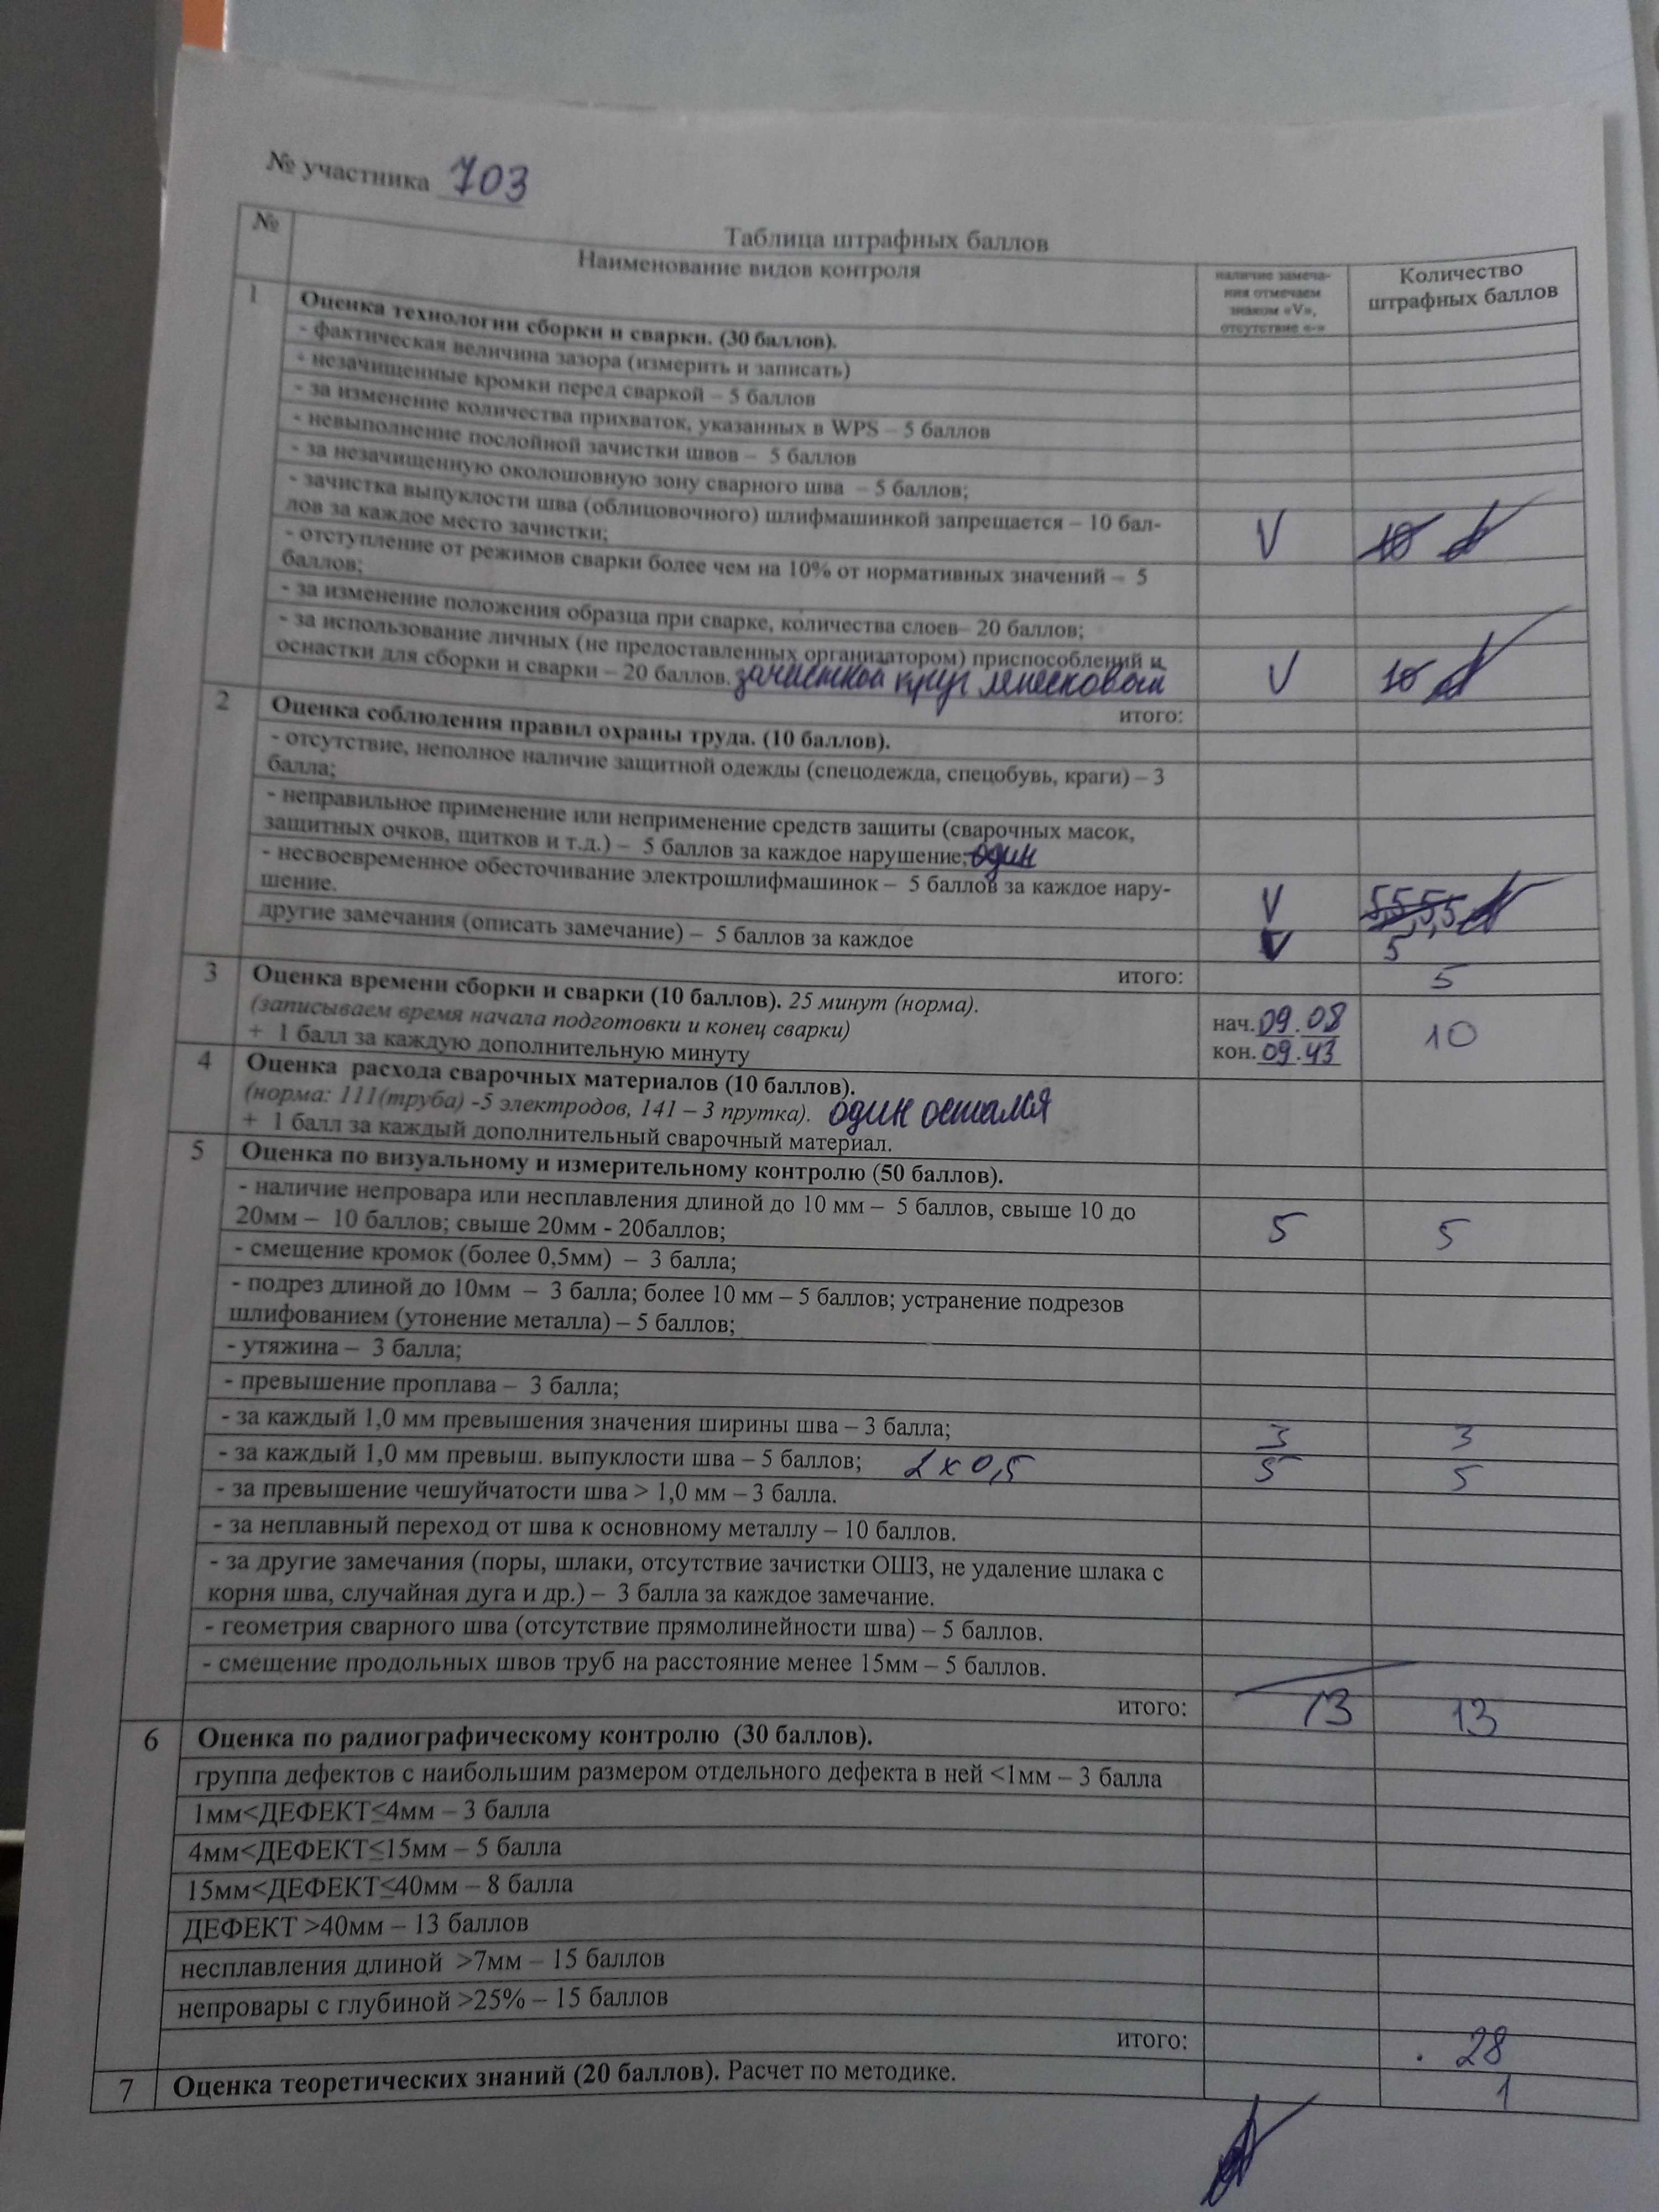 № участника 703
Таблица штрафных баллов
№ Наименование видов контроля наличие замеча-
ния отмечаем
знаком «V»,
отсутствие «-» Количество
штрафных баллов
1 Оценка технологии сборки и сварки. (30 баллов).
- фактическая величина зазора (измерить и записать)
- незачищенные кромки перед сваркой – 5 баллов
- за изменение количества прихваток, указанных в WPS – 5 баллов
- невыполнение послойной зачистки швов – 5 баллов
- за незачищенную околошовную зону сварного шва – 5 баллов;
- зачистка выпуклости шва (облицовочного) шлифмашинкой запрещается – 10 бал-
лов за каждое место зачистки; V 10
- отступление от режимов сварки более чем на 10% от нормативных значений – 5
баллов;
- за изменение положения образца при сварке, количества слоев– 20 баллов;
- за использование личных (не предоставленных организатором) приспособлений и
оснастки для сборки и сварки – 20 баллов. зачистной круг лепесковый V 10
итого:
2 Оценка соблюдения правил охраны труда. (10 баллов).
- отсутствие, неполное наличие защитной одежды (спецодежда, спецобувь, краги) – 3
балла;
- неправильное применение или неприменение средств защиты (сварочных масок,
защитных очков, щитков и т.д.) – 5 баллов за каждое нарушение; один
- несвоевременное обесточивание электрошлифмашинок – 5 баллов за каждое нару-
шение. V 5,5,5,5
другие замечания (описать замечание) – 5 баллов за каждое V 5
итого: 5
3 Оценка времени сборки и сварки (10 баллов). 25 минут (норма).
(записываем время начала подготовки и конец сварки) нач. 09.08 10
+ 1 балл за каждую дополнительную минуту кон. 09.43
4 Оценка расхода сварочных материалов (10 баллов).
(норма: 111(труба) -5 электродов, 141 – 3 прутка). один остался
+ 1 балл за каждый дополнительный сварочный материал.
5 Оценка по визуальному и измерительному контролю (50 баллов).
- наличие непровара или несплавления длиной до 10 мм – 5 баллов, свыше 10 до
20мм – 10 баллов; свыше 20мм - 20баллов; 5 5
- смещение кромок (более 0,5мм) – 3 балла;
- подрез длиной до 10мм – 3 балла; более 10 мм – 5 баллов; устранение подрезов
шлифованием (утонение металла) – 5 баллов;
- утяжина – 3 балла;
- превышение проплава – 3 балла;
- за каждый 1,0 мм превышения значения ширины шва – 3 балла; 3 3
- за каждый 1,0 мм превыш. выпуклости шва – 5 баллов; 2 х 0,5 5 5
- за превышение чешуйчатости шва > 1,0 мм – 3 балла.
- за неплавный переход от шва к основному металлу – 10 баллов.
- за другие замечания (поры, шлаки, отсутствие зачистки ОШЗ, не удаление шлака с
корня шва, случайная дуга и др.) – 3 балла за каждое замечание.
- геометрия сварного шва (отсутствие прямолинейности шва) – 5 баллов.
- смещение продольных швов труб на расстояние менее 15мм – 5 баллов.
итого: 13 13
6 Оценка по радиографическому контролю (30 баллов).
группа дефектов с наибольшим размером отдельного дефекта в ней <1мм – 3 балла
1мм<ДЕФЕКТ≤4мм – 3 балла
4мм<ДЕФЕКТ≤15мм – 5 балла
15мм<ДЕФЕКТ≤40мм – 8 балла
ДЕФЕКТ >40мм – 13 баллов
несплавления длиной >7мм – 15 баллов
непровары с глубиной >25% – 15 баллов
итого: 28
7 Оценка теоретических знаний (20 баллов). Расчет по методике. 1